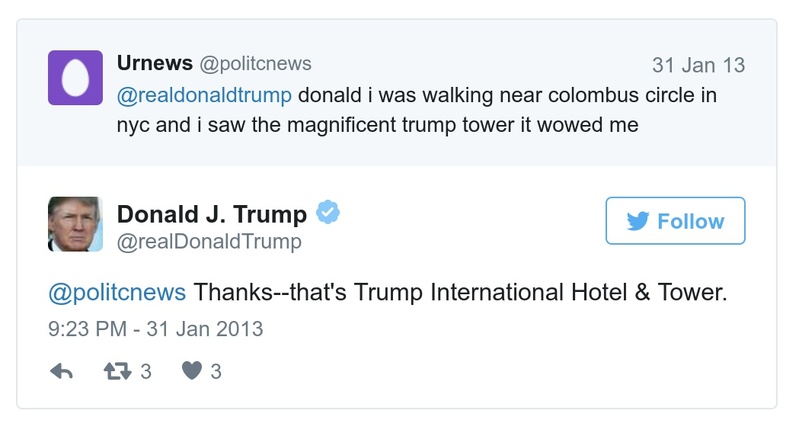 Urnews @politcnews
31 Jan 13
@realdonaldtrump donald i was walking near colombus circle in
nyc and i saw the magnificent trump tower it wowed me
Donald J. Trump
@realDonaldTrump
Follow
@politcnews Thanks--that's Trump International Hotel & Tower.
9:23 PM - 31 Jan 2013
3 3